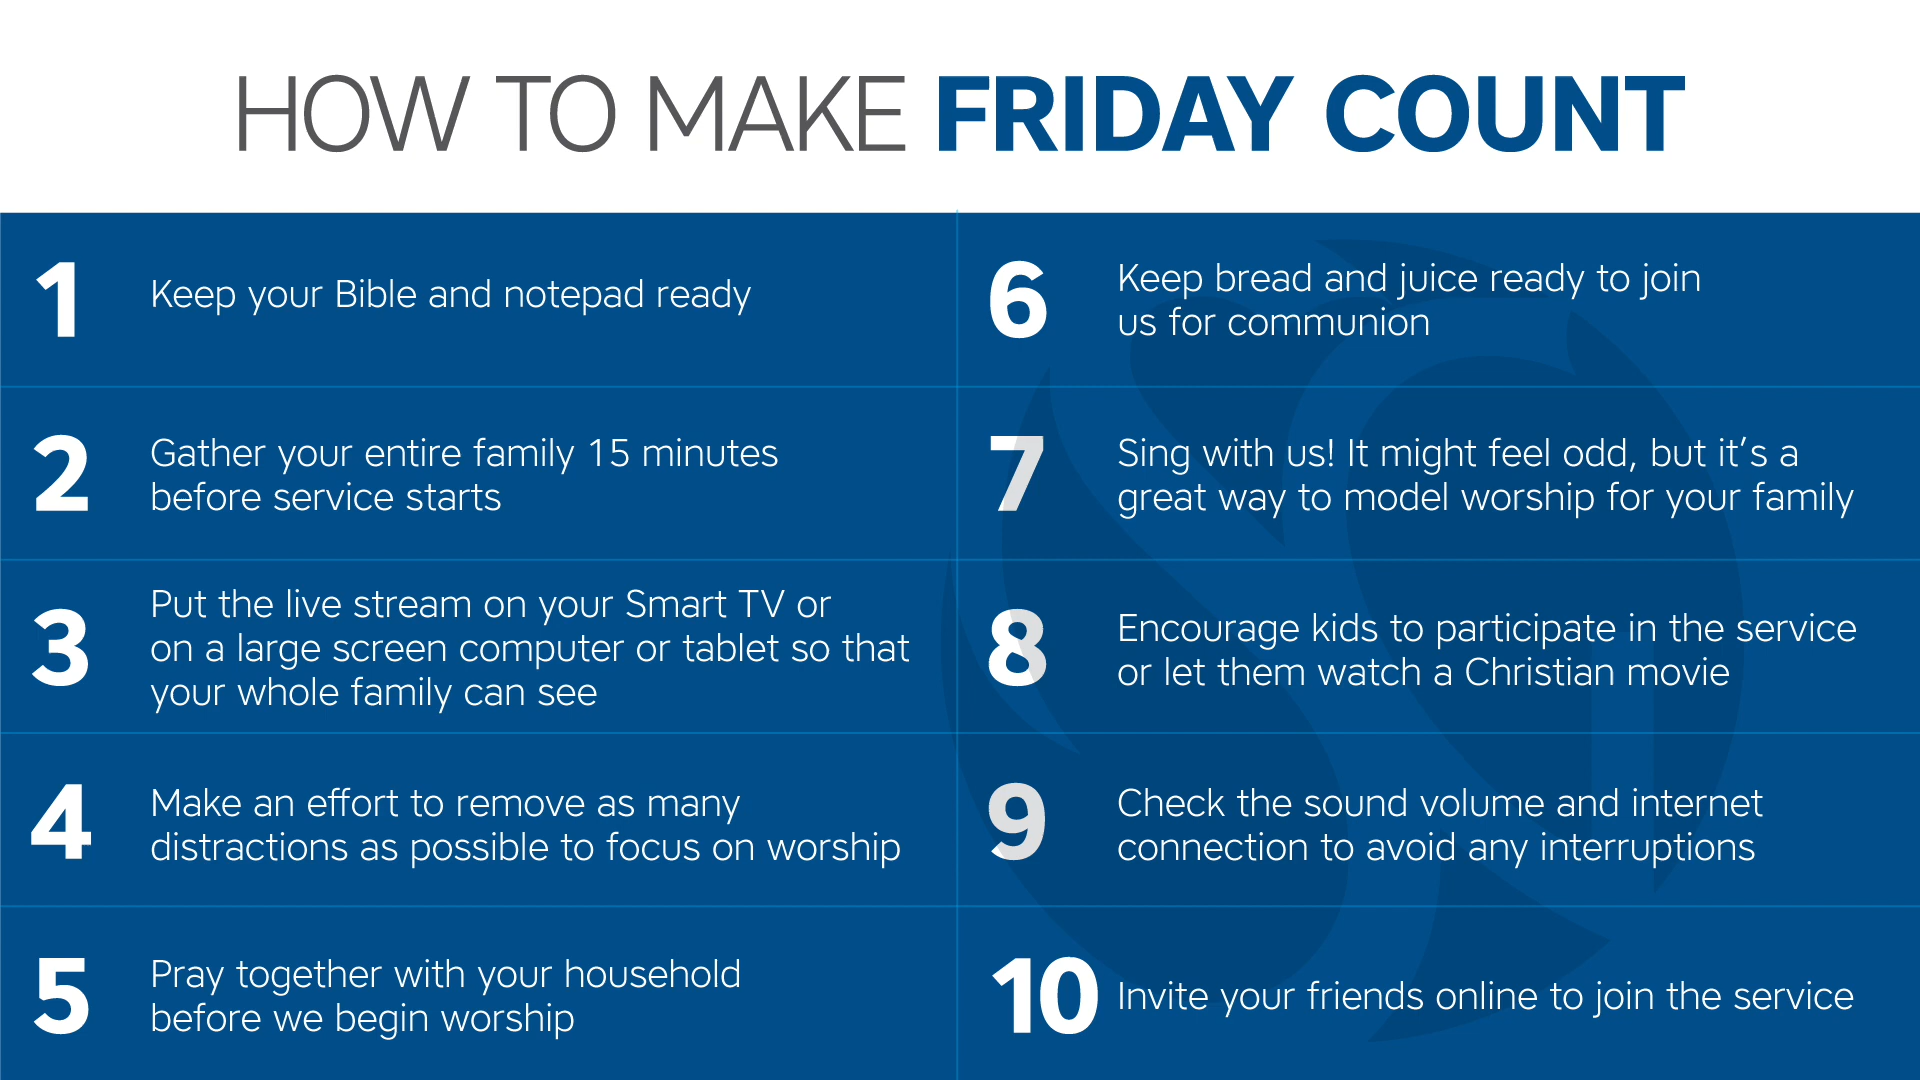 HOW TO MAKE FRIDAY COUNT
1
Keep your Bible and notepad ready
2
Gather your entire family 15 minutes
before service starts
3
Put the live stream on your Smart TV or
on a large screen computer or tablet so that
your whole family can see
4
Make an effort to remove as many
distractions as possible to focus on worship
5
Pray together with your household
before we begin worship
6
Keep bread and juice ready to join
us for communion
7
Sing with us! It might feel odd, but it’s a
great way to model worship for your family
8
Encourage kids to participate in the service
or let them watch a Christian movie
9
Check the sound volume and internet
connection to avoid any interruptions
10
Invite your friends online to join the service